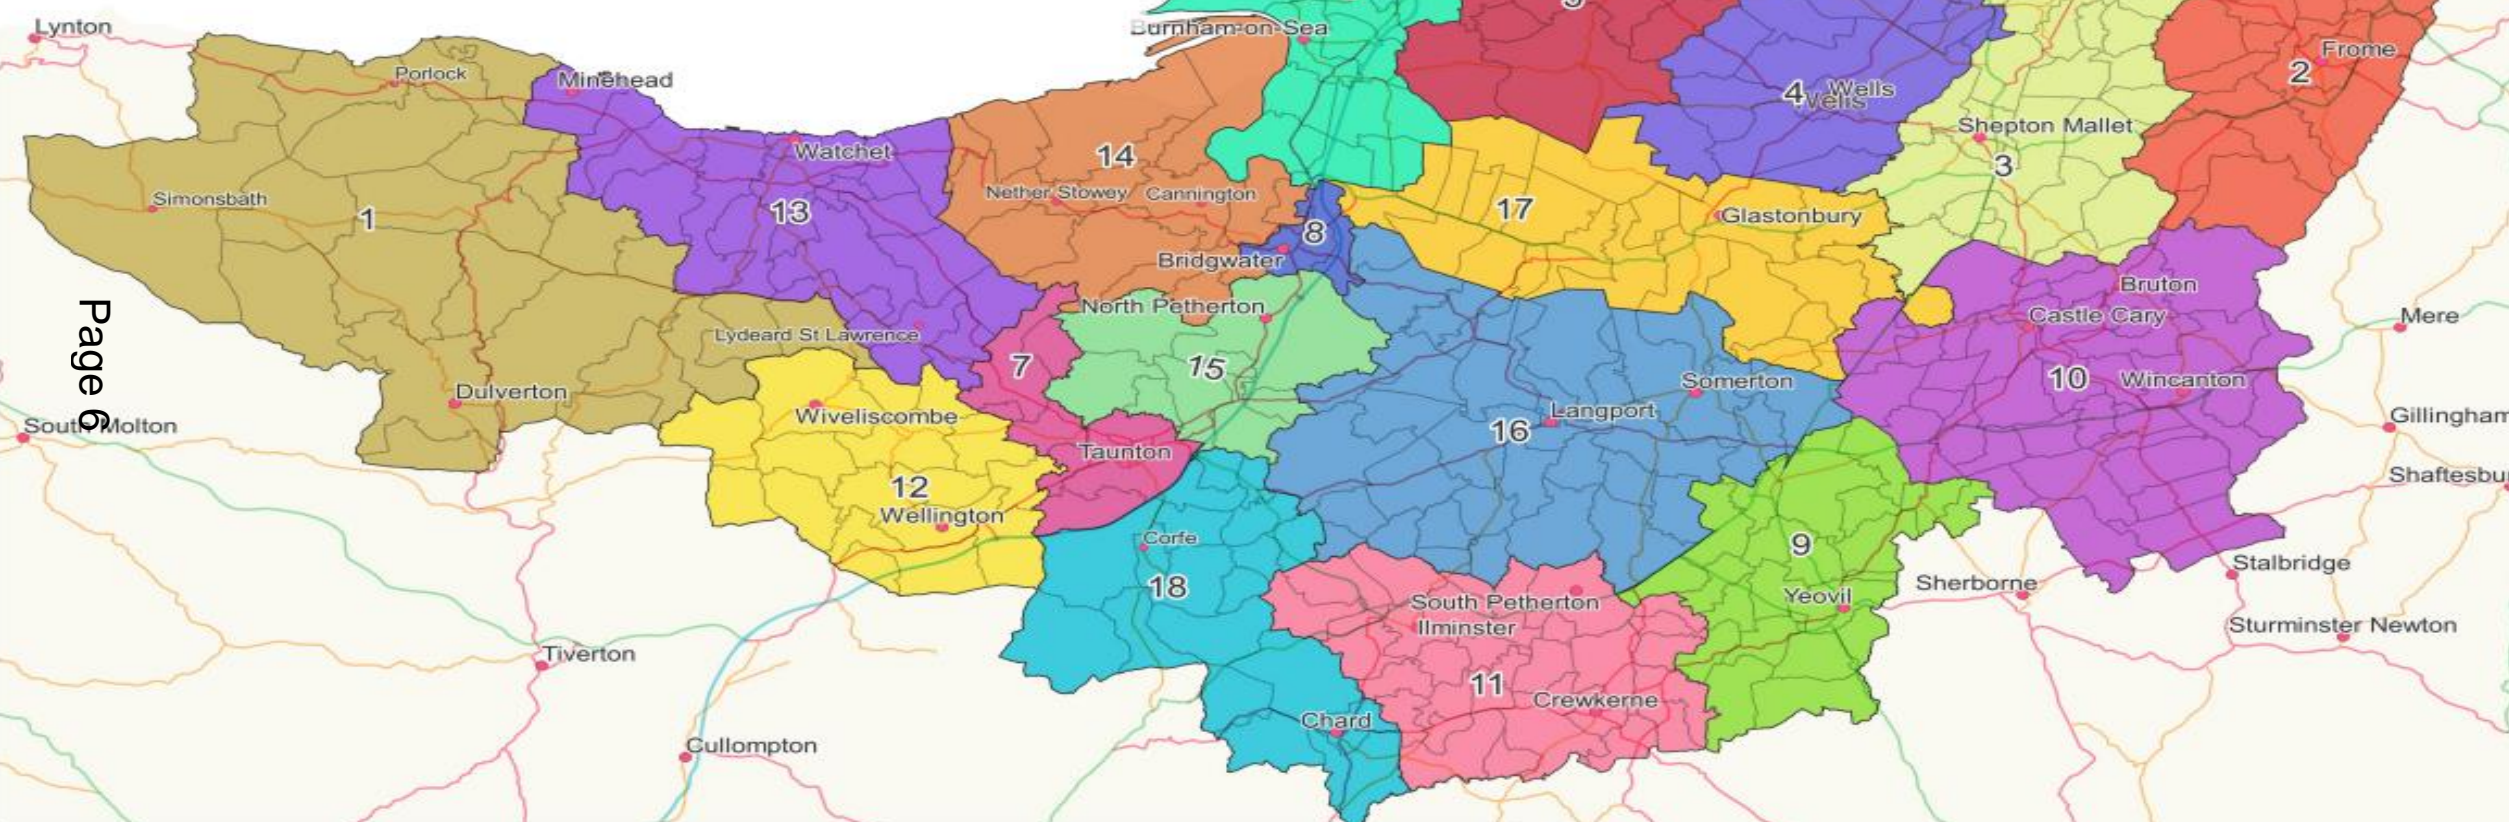 Lynton
Burnham-on-Sea
Frome
2
Porlock
Minehead
4
Wells
Wells
Shepton Mallet
3
Watchet
14
Simonsbath
1
13
Nether Stowey
Cannington
17
Glastonbury
8
Bridgwater
Bruton
Page 6
North Petherton
Castle Cary
Mere
Lydeard St Lawrence
7
15
Somerton
10
Wincanton
Dulverton
Wiveliscombe
Langport
16
Gillingham
South Molton
Taunton
12
Wellington
Corfe
9
18
Stalbridge
Sherborne
South Petherton
Yeovil
Ilminster
Sturminster Newton
Tiverton
11
Crewkerne
Chard
Cullompton